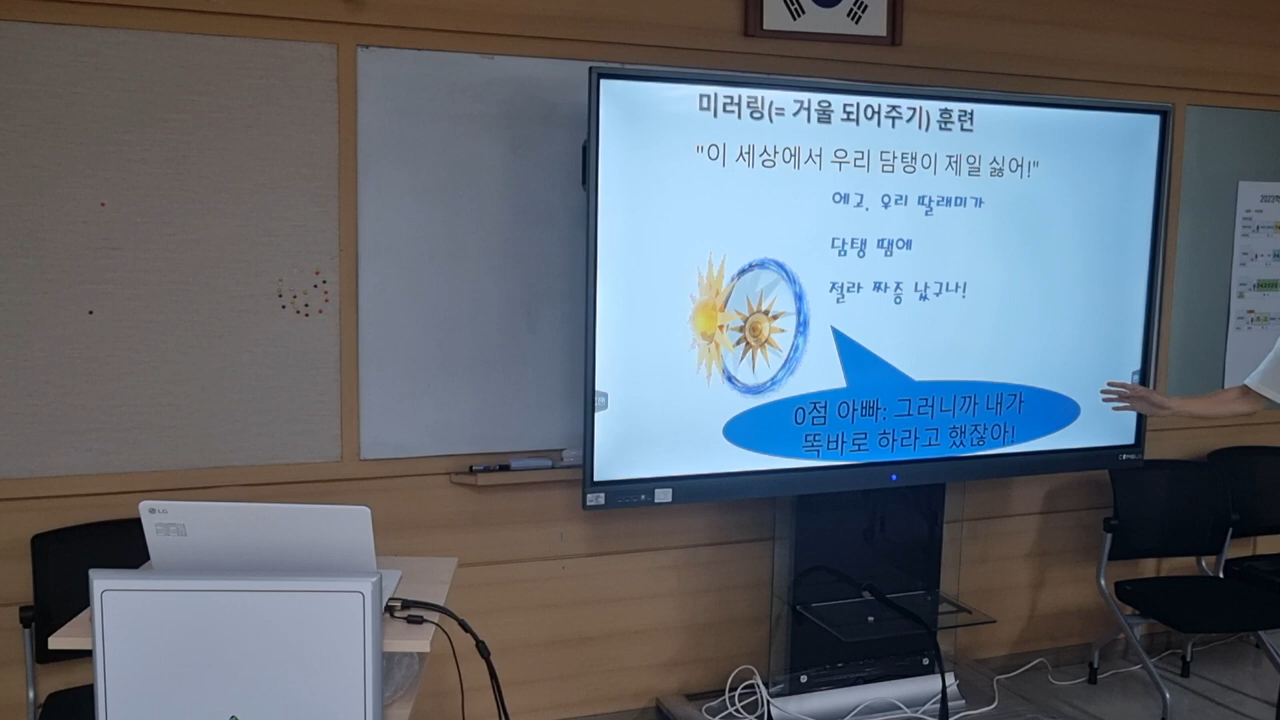 미러링(= 거울 되어주기) 훈련
"이 세상에서 우리 담탱이 제일 싫어!"
에고, 우리 딸래미가
담탱 땜에
절라 짜증 났구나!
0점 아빠: 그러니까 내가
똑바로 하라고 했잖아!
LG